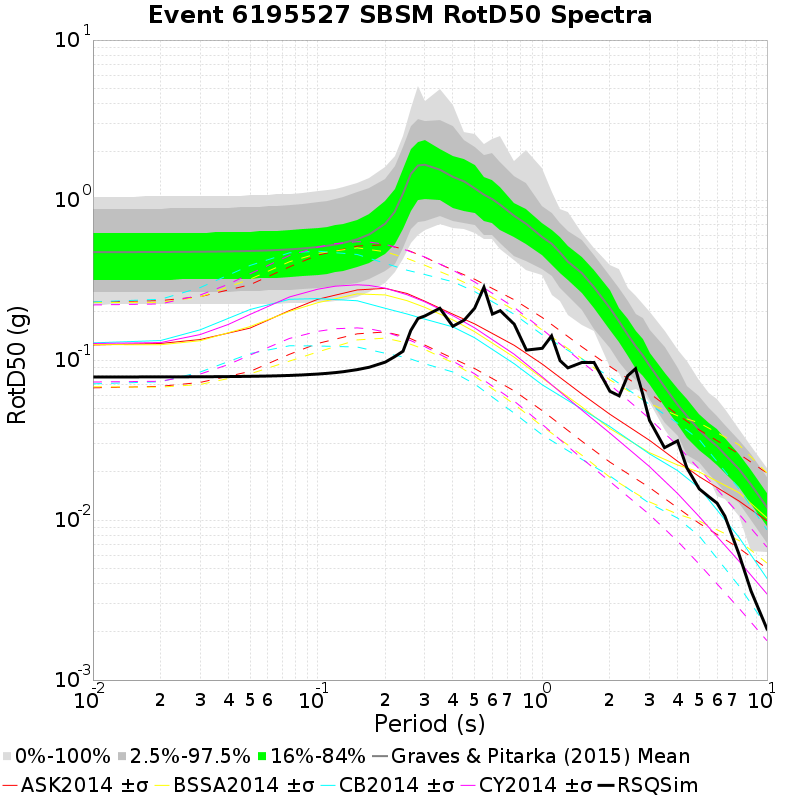 Event 6195527 SBSM RotD50 Spectra
10^1
10^0
10^-1
10^-2
10^-3
RotD50 (g)
10^-2 2 3 4 5 6 10^-1 2 3 4 5 6 7 10^0 2 3 4 5 6 7 10^1
Period (s)
0%-100% 2.5%-97.5% 16%-84% Graves & Pitarka (2015) Mean
ASK2014 ±σ BSSA2014 ±σ CB2014 ±σ CY2014 ±σ RSQSim